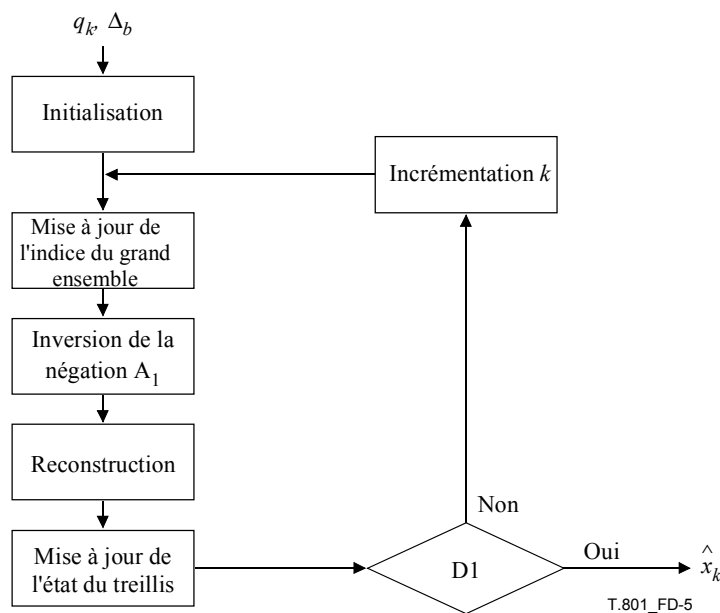 q_k, Δ_b
Initialisation
Incrémentation k
Mise à jour de
l'indice du grand
ensemble
Inversion de la
négation A_1
Reconstruction
Non
Mise à jour de
l'état du treillis
D1
Oui
x̂_k
T.801_FD-5